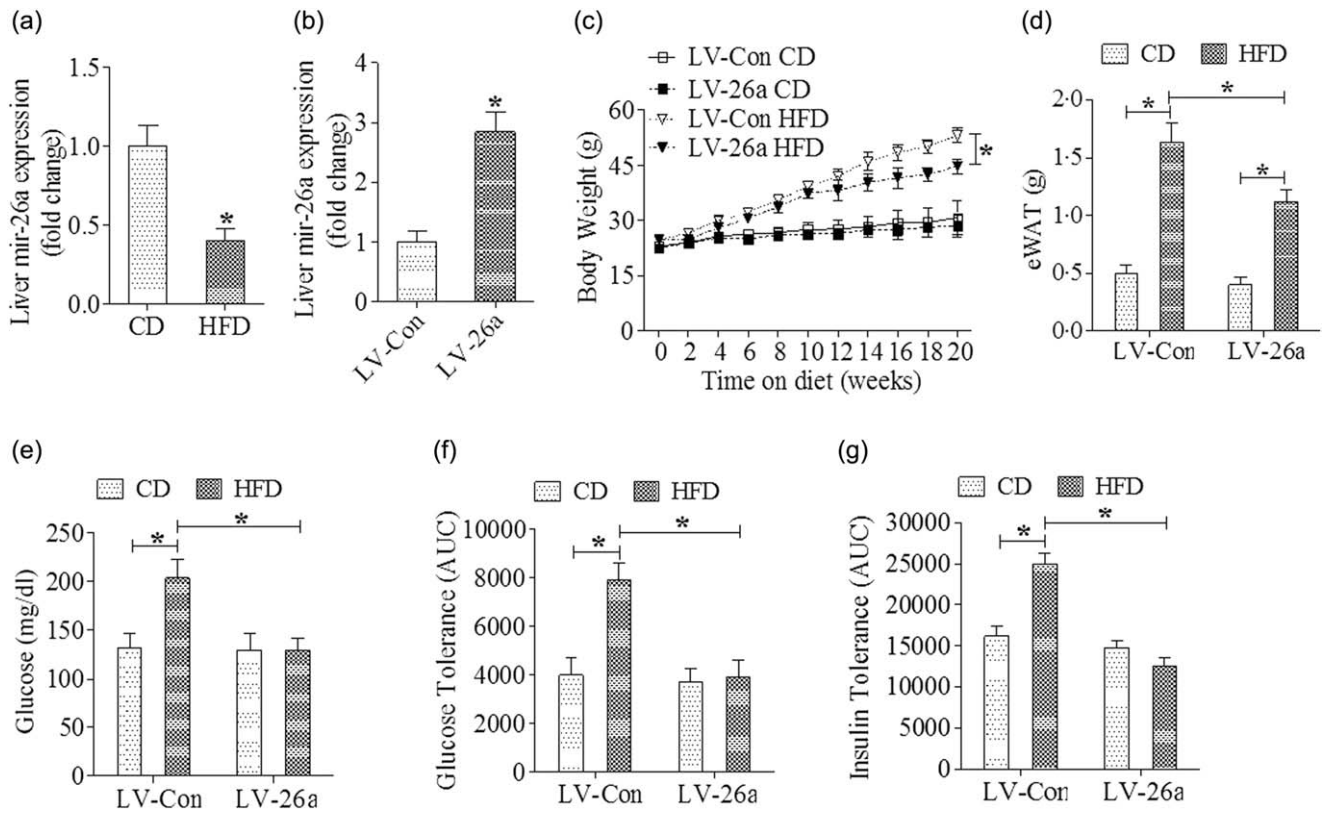 (a)
Liver mir-26a expression
(fold change)
1.5
1.0
0.5
0.0
*
CD
HFD
(b)
Liver mir-26a expression
(fold change)
4
3
2
1
0
*
LV-Con
LV-26a
(c)
LV-Con CD
LV-26a CD
LV-Con HFD
LV-26a HFD
Body Weight (g)
60
45
30
15
0
*
0 2 4 6 8 10 12 14 16 18 20
Time on diet (weeks)
(d)
CD HFD
eWAT (g)
2·0
1·5
1·0
0·5
0·0
* *
*
LV-Con LV-26a
(e)
CD HFD
Glucose (mg/dl)
250
200
150
100
50
0
* *
LV-Con LV-26a
(f)
CD HFD
Glucose Tolerance (AUC)
10000
8000
6000
4000
2000
0
* *
LV-Con LV-26a
(g)
CD HFD
Insulin Tolerance (AUC)
30000
25000
20000
15000
10000
5000
0
* *
LV-Con LV-26a